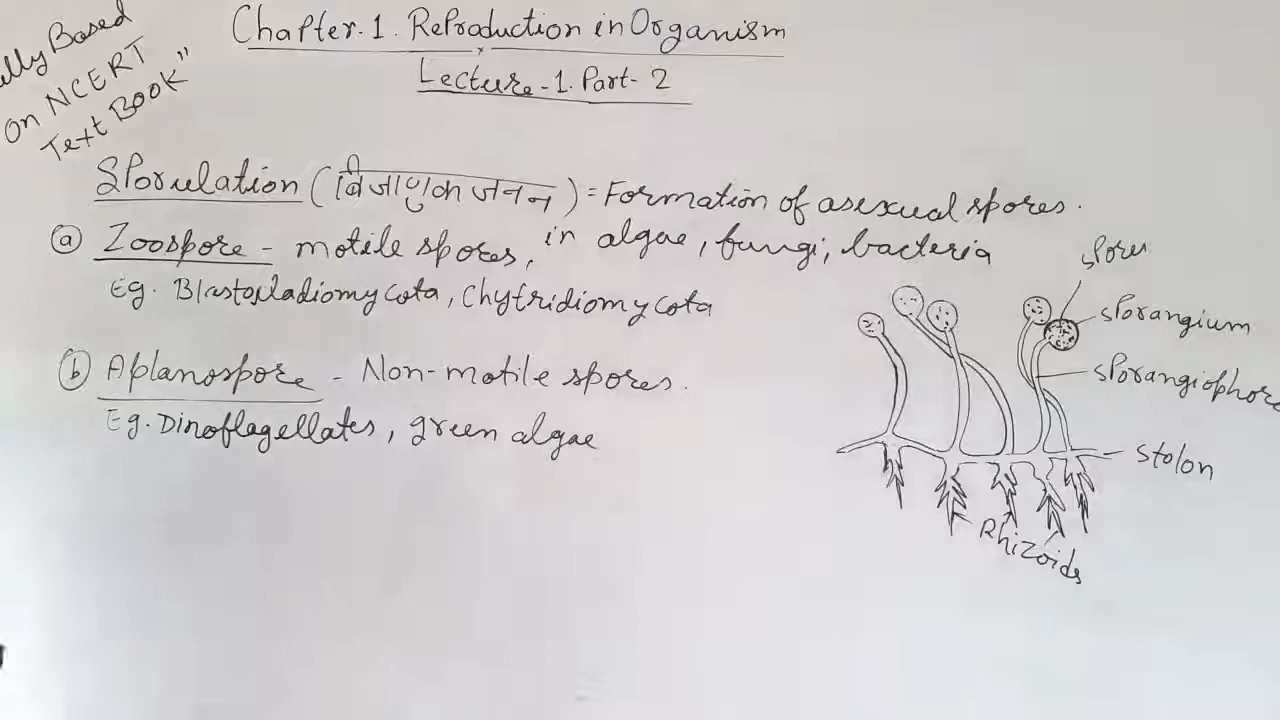 Chapter. 1. Reproduction in Organism
Lecture - 1. Part - 2
Based
on NCERT
Text Book"
Sporulation ( जनन ) = Formation of asexual spores.
in algae, fungi, bacteria
ⓐ Zoospore - motile spores,
Eg. Blastocladiomycota, Chytridiomycota
ⓑ Aplanospore - Non-motile spores.
Eg. Dinoflagellates, green algae
spores
sporangium
sporangiophore
stolon
Rhizoids